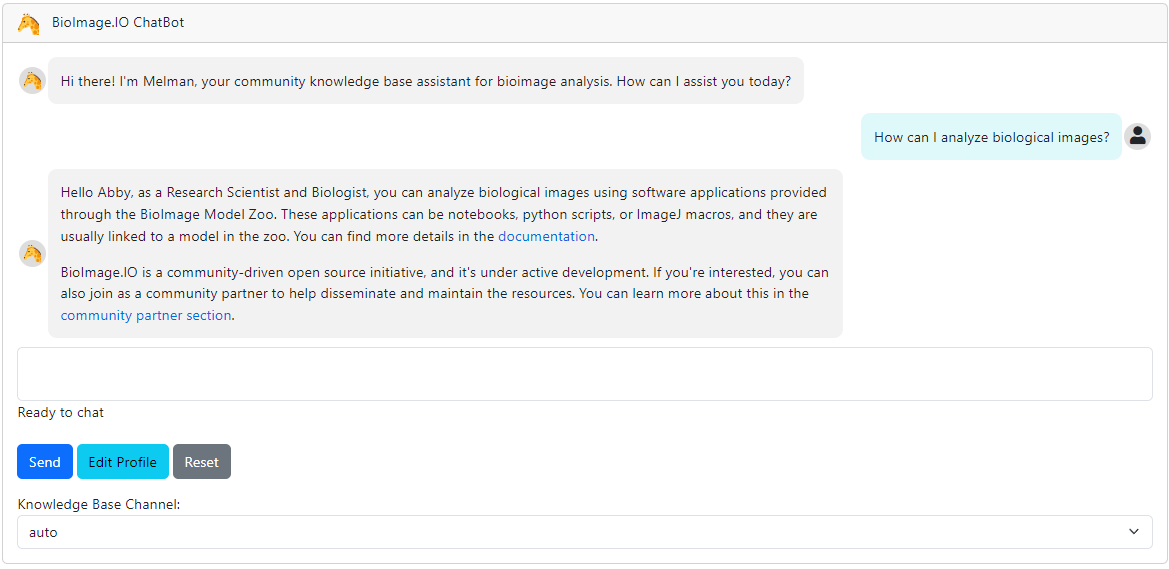 BioImage.IO ChatBot
Hi there! I'm Melman, your community knowledge base assistant for bioimage analysis. How can I assist you today?
How can I analyze biological images?
Hello Abby, as a Research Scientist and Biologist, you can analyze biological images using software applications provided
through the BioImage Model Zoo. These applications can be notebooks, python scripts, or ImageJ macros, and they are
usually linked to a model in the zoo. You can find more details in the documentation.
BioImage.IO is a community-driven open source initiative, and it's under active development. If you're interested, you can
also join as a community partner to help disseminate and maintain the resources. You can learn more about this in the
community partner section.
Ready to chat
Send Edit Profile Reset
Knowledge Base Channel:
auto